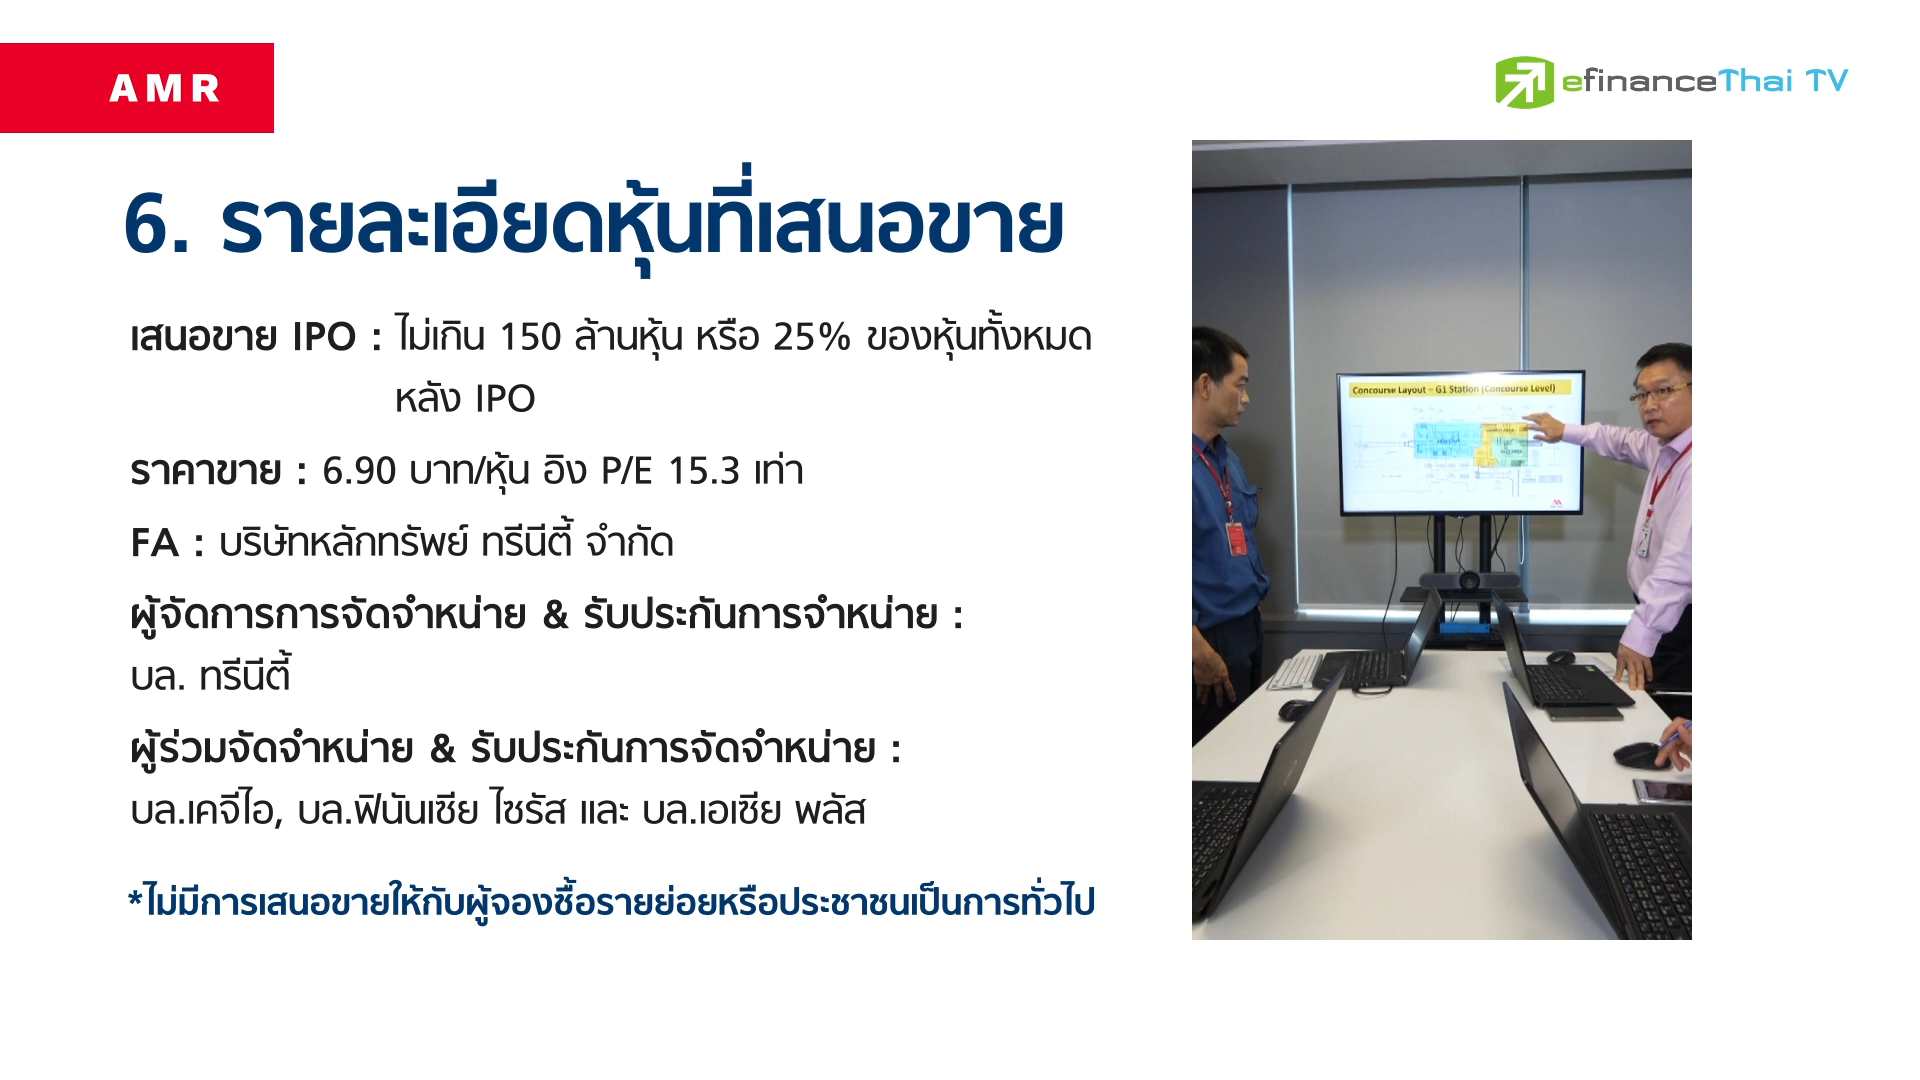 AMR
efinanceThai TV
6. รายละเอียดหุ้นที่เสนอขาย
เสนอขาย IPO : ไม่เกิน 150 ล้านหุ้น หรือ 25% ของหุ้นทั้งหมด
หลัง IPO
ราคาขาย : 6.90 บาท/หุ้น อิง P/E 15.3 เท่า
FA : บริษัทหลักทรัพย์ ทรีนีตี้ จำกัด
ผู้จัดการการจัดจำหน่าย & รับประกันการจำหน่าย :
บล. ทรีนีตี้
ผู้ร่วมจัดจำหน่าย & รับประกันการจัดจำหน่าย :
บล.เคจีไอ, บล.ฟินันเซีย ไซรัส และ บล.เอเซีย พลัส
*ไม่มีการเสนอขายให้กับผู้จองซื้อรายย่อยหรือประชาชนเป็นการทั่วไป
Concourse Layout – G1 Station (Concourse Level)